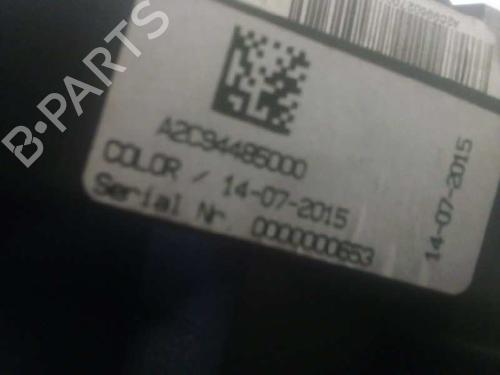 A2C94485000
COLOR / 14-07-2015
Serial Nr. 0000000653
14-07-2015
B-PARTS